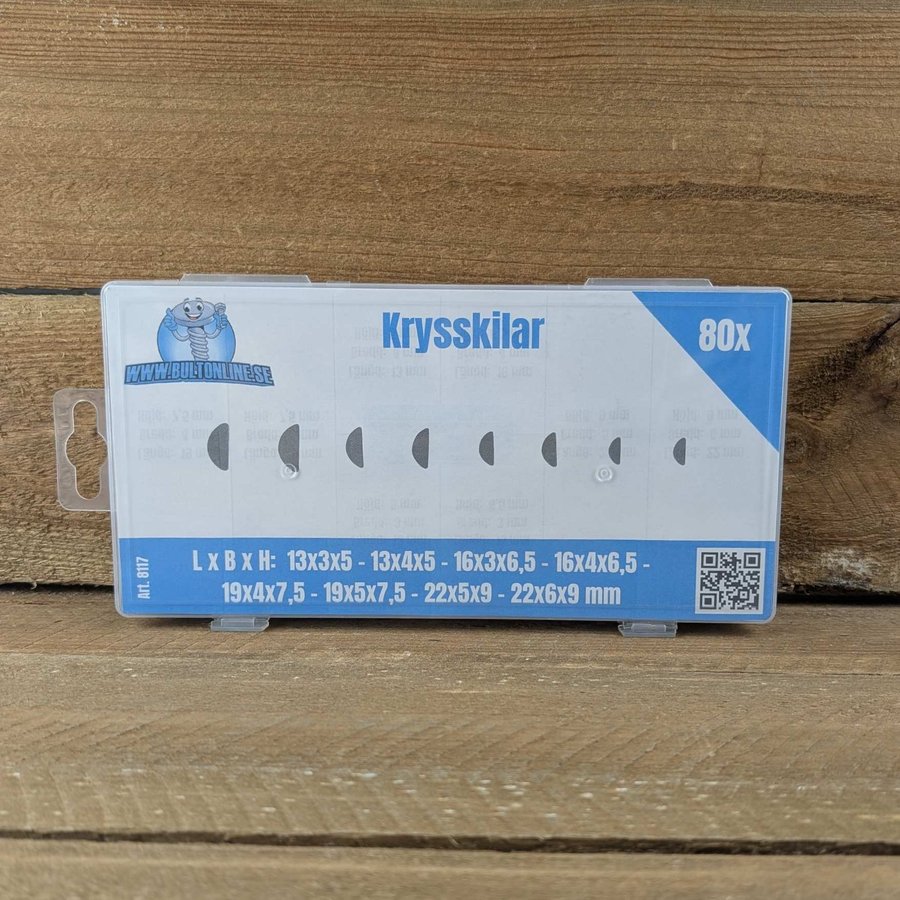 WWW.BULTONLINE.SE
Krysskilar
80x
Art. 8117
L x B x H: 13x3x5 - 13x4x5 - 16x3x6,5 - 16x4x6,5 -
19x4x7,5 - 19x5x7,5 - 22x5x9 - 22x6x9 mm